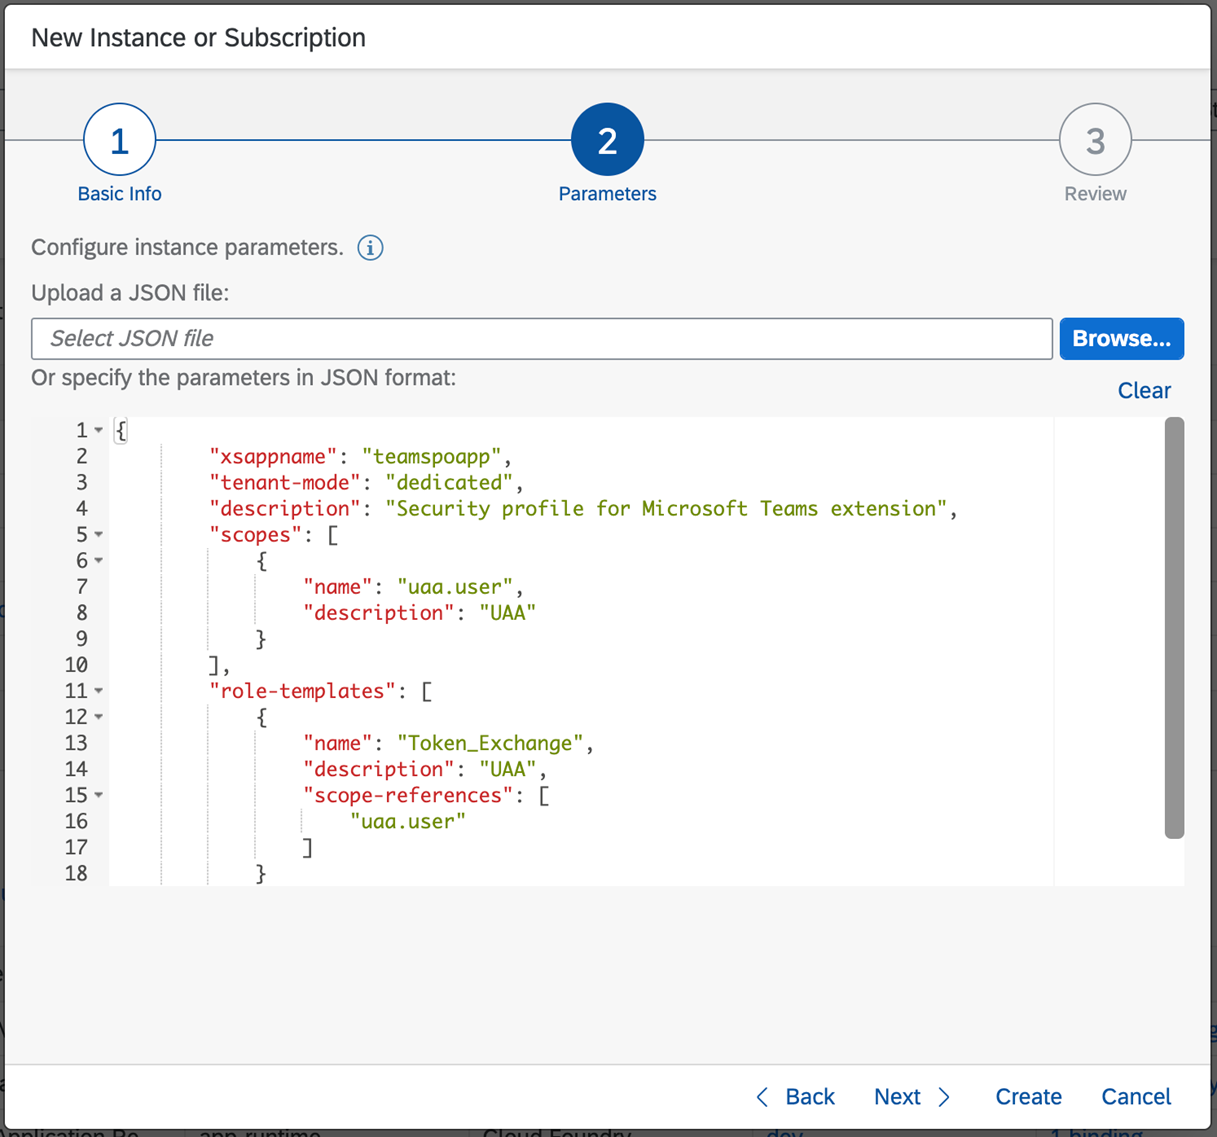 New Instance or Subscription
1
2
3
Basic Info
Parameters
Review
Configure instance parameters.
Upload a JSON file:
Select JSON file
Browse...
Or specify the parameters in JSON format:
Clear
1 {
2 "xsappname": "teamspoapp",
3 "tenant-mode": "dedicated",
4 "description": "Security profile for Microsoft Teams extension",
5 "scopes": [
6 {
7 "name": "uaa.user",
8 "description": "UAA"
9 }
10 ],
11 "role-templates": [
12 {
13 "name": "Token_Exchange",
14 "description": "UAA",
15 "scope-references": [
16 "uaa.user"
17 ]
18 }
< Back
Next >
Create
Cancel